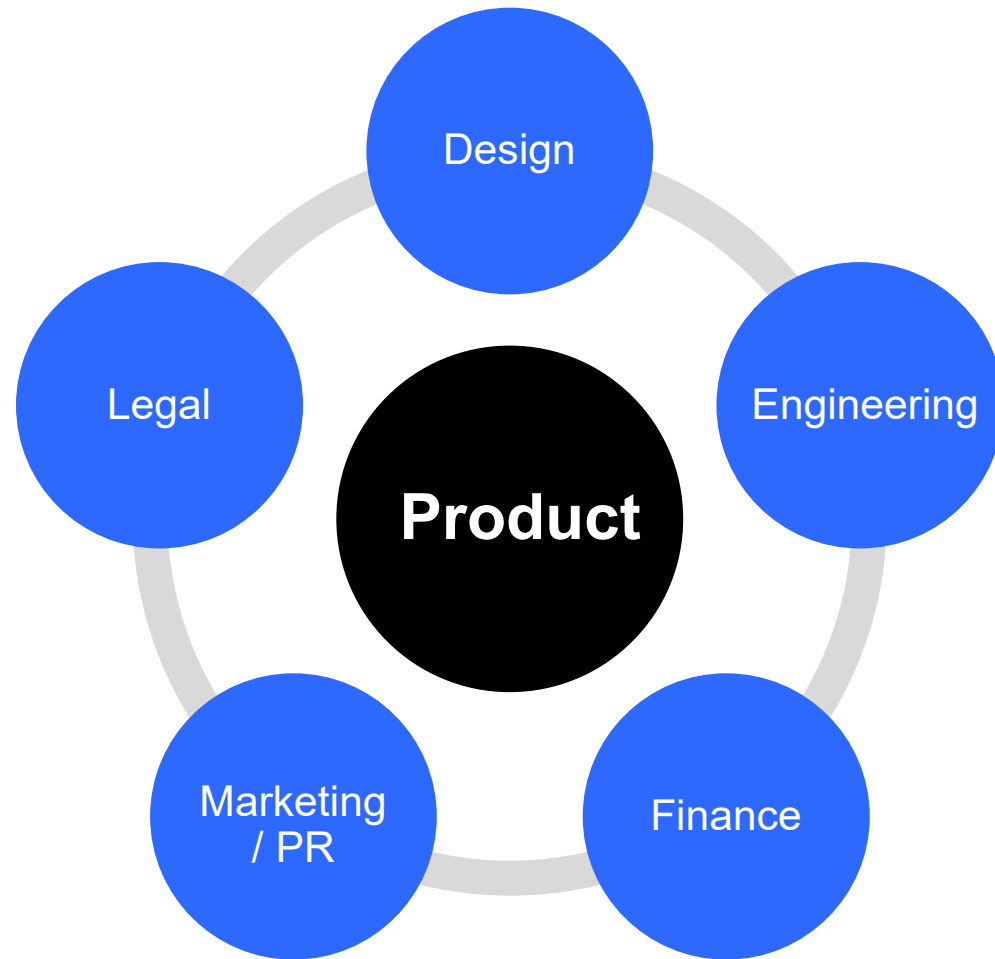 Design
Legal
Engineering
Product
Marketing
/ PR
Finance